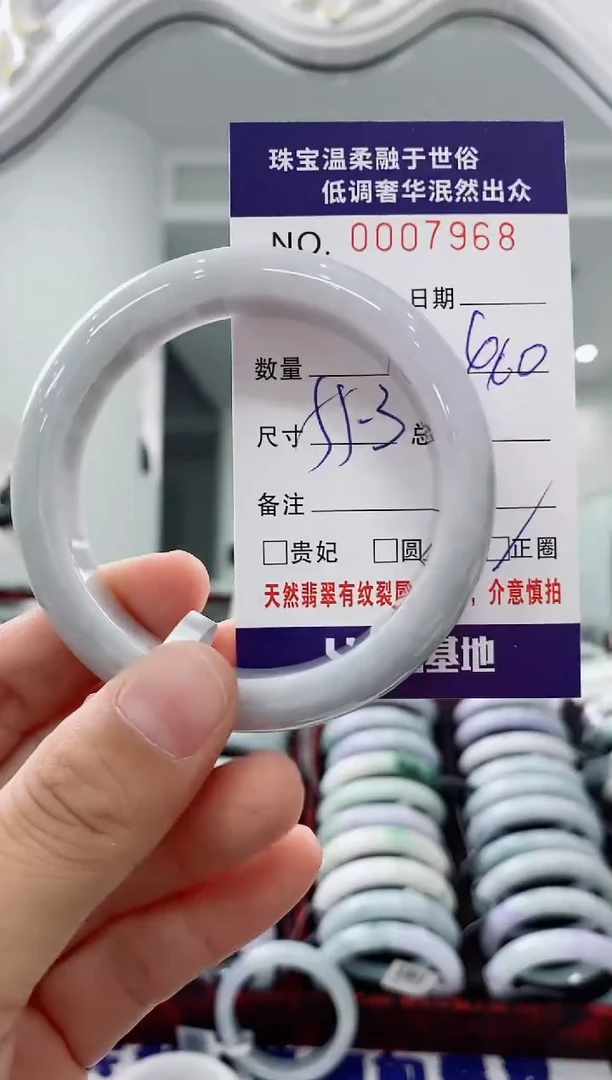 珠宝温柔融于世俗
低调奢华泯然出众
NO. 0007968
日期
数量 660
尺寸 55-3 总
备注
□贵妃 □圆 □正圈
天然翡翠有纹裂 ，介意慎拍
基地